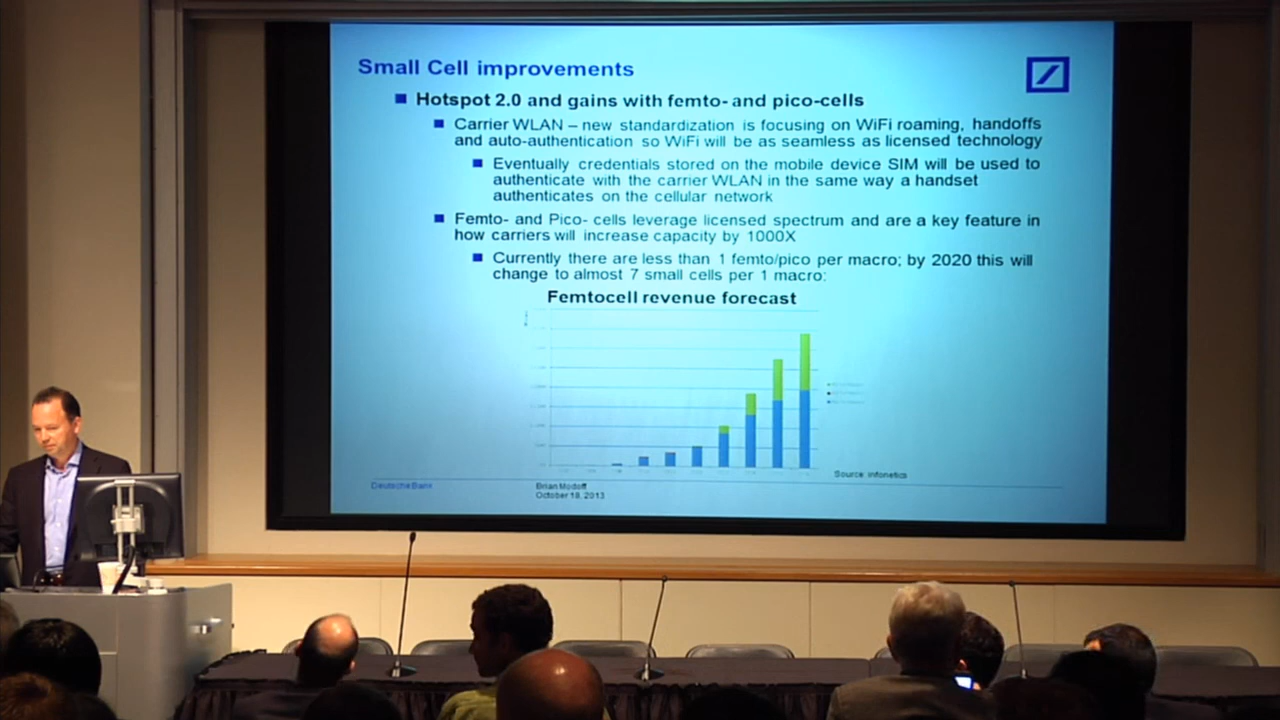 Small Cell improvements
Hotspot 2.0 and gains with femto- and pico-cells
Carrier WLAN – new standardization is focusing on WiFi roaming, handoffs
and auto-authentication so WiFi will be as seamless as licensed technology
Eventually credentials stored on the mobile device SIM will be used to
authenticate with the carrier WLAN in the same way a handset
authenticates on the cellular network
Femto- and Pico- cells leverage licensed spectrum and are a key feature in
how carriers will increase capacity by 1000X
Currently there are less than 1 femto/pico per macro; by 2020 this will
change to almost 7 small cells per 1 macro:
Femtocell revenue forecast
Source: infonetics
Deutsche Bank
Brian Modoff
October 18, 2013